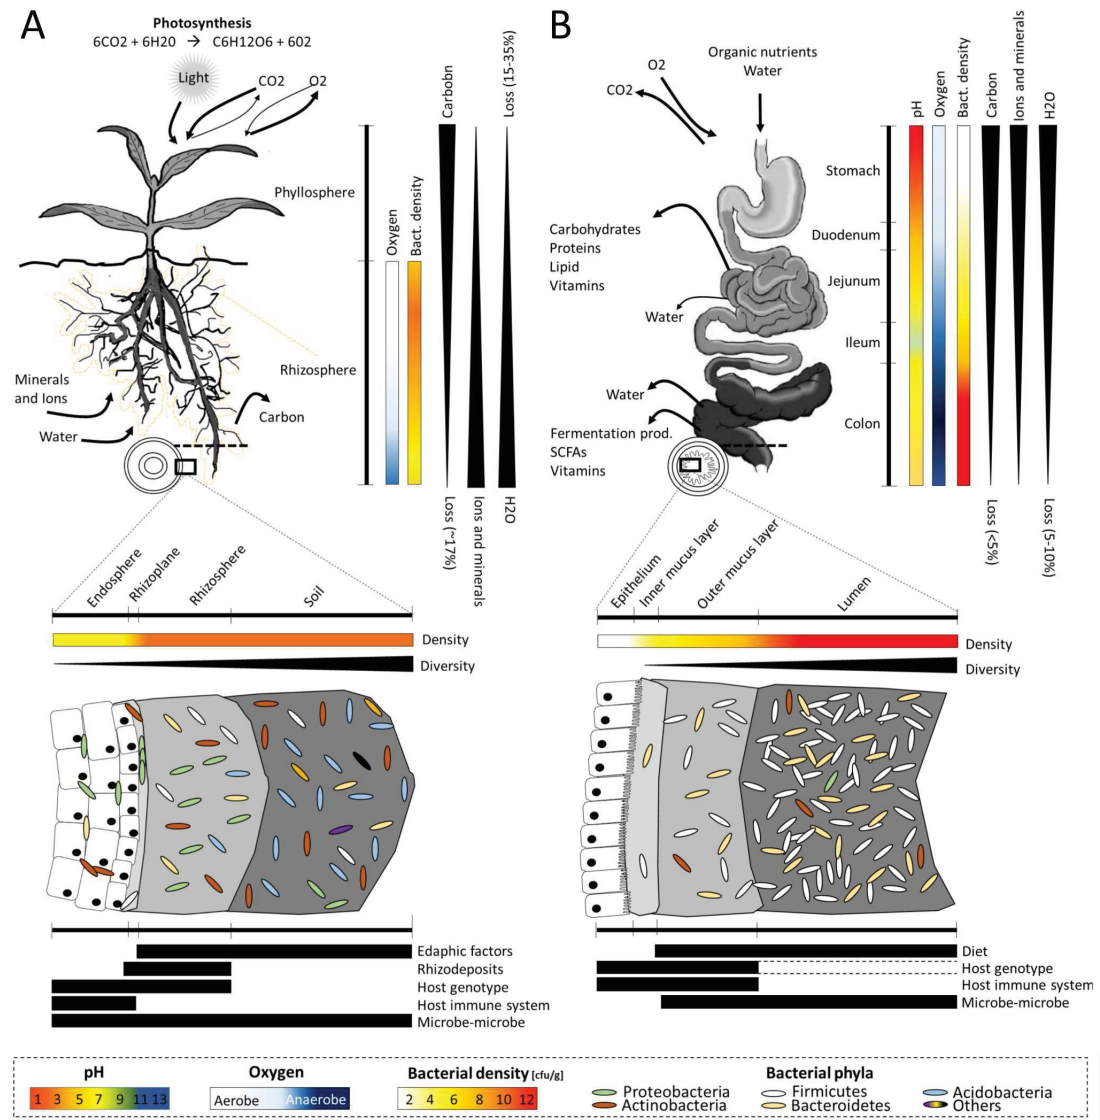 A
Photosynthesis
6CO2 + 6H20 → C6H12O6 + 602
Light
CO2
O2
Phyllosphere
Rhizosphere
Minerals
and Ions
Water
Carbon
Oxygen
Bact. density
Carbobn
Loss (15-35%)
Loss (~17%)
Ions and minerals
H2O
Endosphere
Rhizoplane
Rhizosphere
Soil
Density
Diversity
Edaphic factors
Rhizodeposits
Host genotype
Host immune system
Microbe-microbe
B
O2
CO2
Organic nutrients
Water
pH
Oxygen
Bact. density
Carbon
Ions and minerals
H2O
Stomach
Duodenum
Jejunum
Ileum
Colon
Carbohydrates
Proteins
Lipid
Vitamins
Water
Water
Fermentation prod.
SCFAs
Vitamins
Loss (<5%)
Loss (5-10%)
Epithelium
Inner mucus layer
Outer mucus layer
Lumen
Density
Diversity
Diet
Host genotype
Host immune system
Microbe-microbe
pH
1 3 5 7 9 11 13
Oxygen
Aerobe Anaerobe
Bacterial density [cfu/g]
2 4 6 8 10 12
Bacterial phyla
Proteobacteria
Firmicutes
Acidobacteria
Actinobacteria
Bacteroidetes
Others